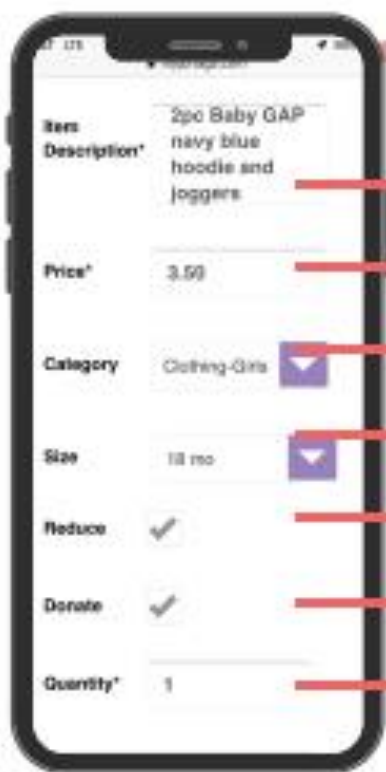 LTE
Item
Description*
2pc Baby GAP
navy blue
hoodie and
joggers
Price*
3.50
Category
Clothing-Girls
Size
18 mo
Reduce
Donate
Quantity*
1